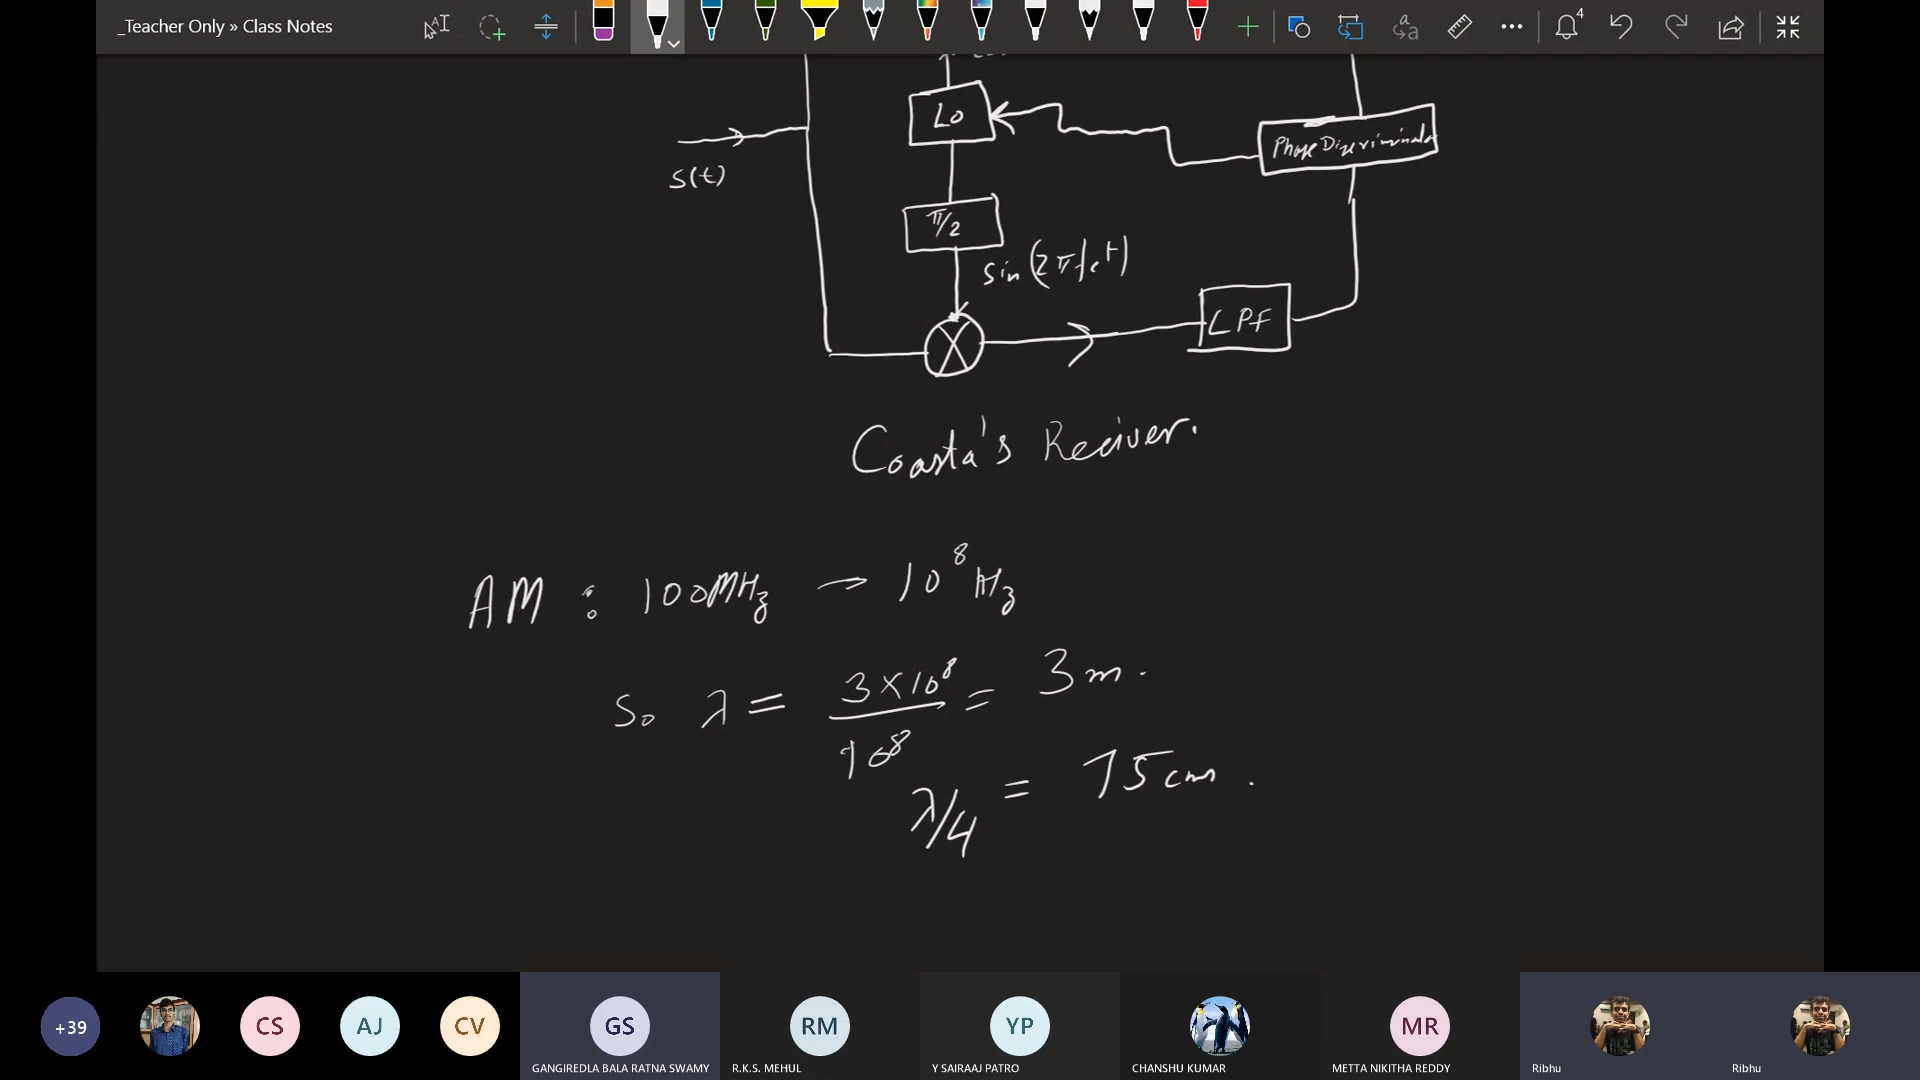 _Teacher Only » Class Notes
4
LO
Phase Discriminator
S(t)
π/2
sin(2πfct)
LPF
Coasta's Reciver.
AM : 100MHz → 10^8 Hz
So λ = 3×10^8/10^8 = 3m.
λ/4 = 75cm.
+39
CS
AJ
CV
GS
RM
YP
MR
GANGIREDLA BALA RATNA SWAMY
R.K.S. MEHUL
Y SAIRAAJ PATRO
CHANSHU KUMAR
METTA NIKITHA REDDY
Ribhu
Ribhu